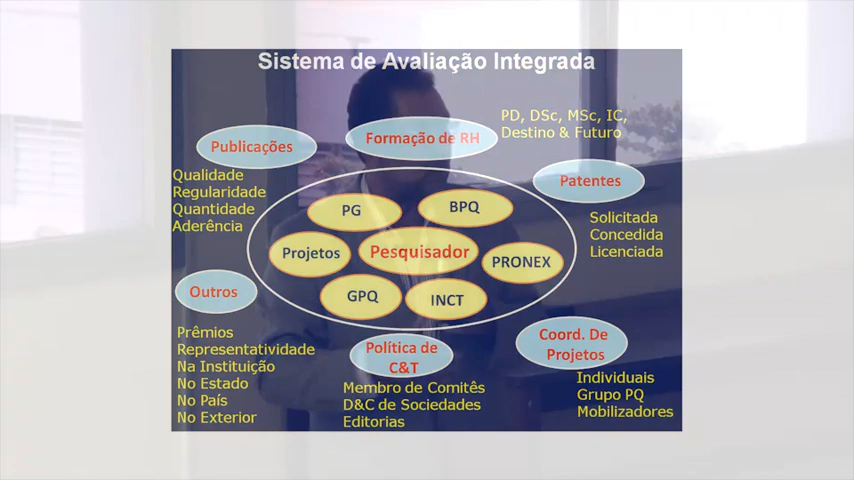 Sistema de Avaliação Integrada
PD, DSc, MSc, IC,
Destino & Futuro
Formação de RH
Publicações
Qualidade
Regularidade
Quantidade
Aderência
Patentes
Solicitada
Concedida
Licenciada
PG
BPQ
Projetos
Pesquisador
PRONEX
GPQ
INCT
Outros
Prêmios
Representatividade
Na Instituição
No Estado
No País
No Exterior
Política de
C&T
Membro de Comitês
D&C de Sociedades
Editorias
Coord. De
Projetos
Individuais
Grupo PQ
Mobilizadores